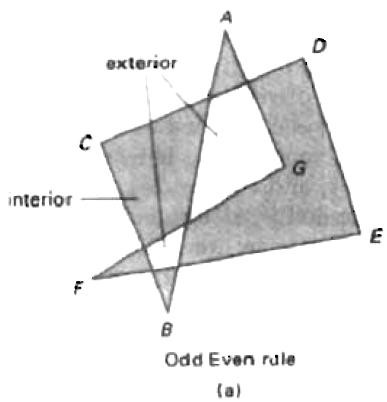 A
D
exterior
C
G
interior
E
F
B
Odd Even rule
(a)